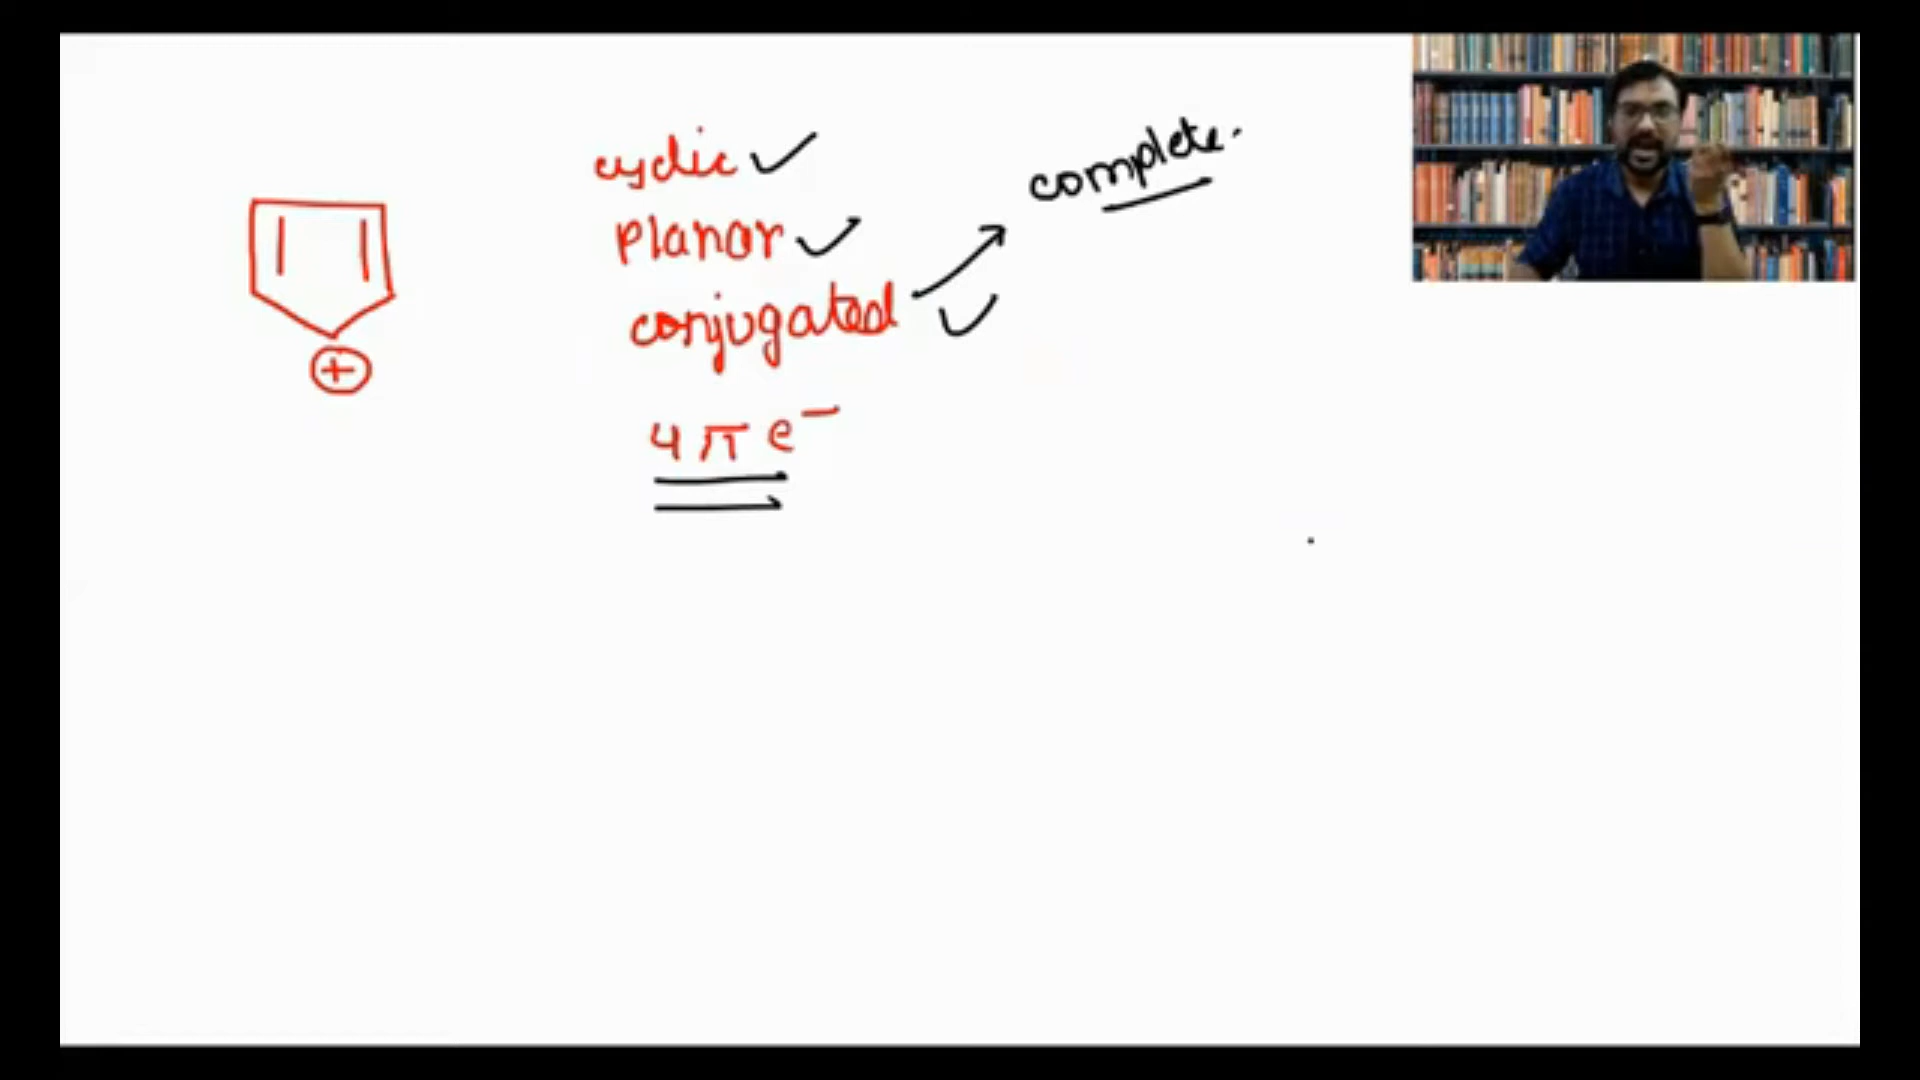 cyclic ✓
Planar ✓
conjugated ✓
complete.
4 π e⁻
⊕